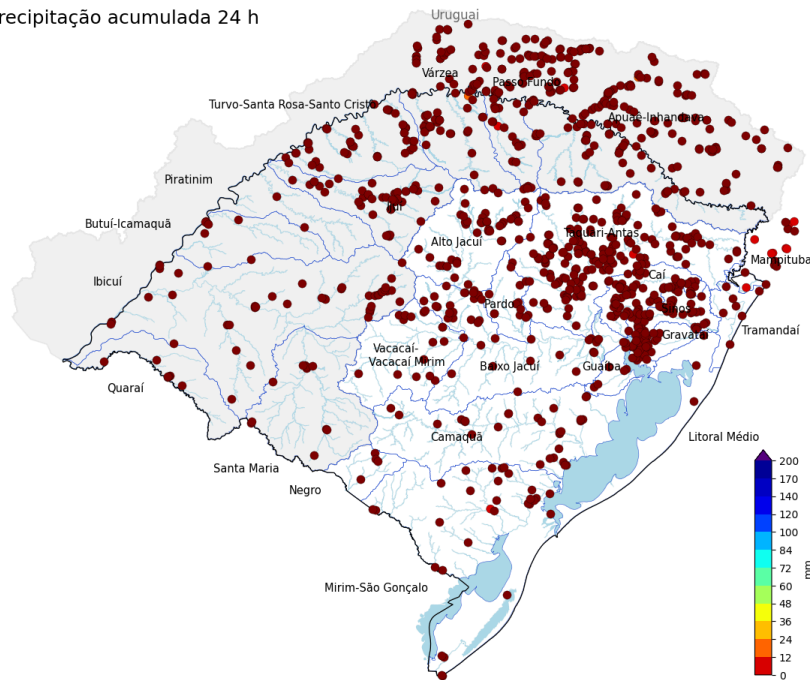 recipitação acumulada 24 h
Uruguai
Várzea
Passo Fundo
Turvo-Santa Rosa-Santo Cristo
Apuaê-Inhandava
Piratinim
Ijuí
Butuí-Icamaquã
Alto Jacuí
Taquari-Antas
Mampituba
Ibicuí
Caí
Pardo
Sinos
Tramandaí
Gravataí
Vacacaí-
Vacacaí Mirim
Baixo Jacuí
Guaíba
Quaraí
Camaquã
Litoral Médio
Santa Maria
Negro
Mirim-São Gonçalo
200
170
140
120
100
84
72
60
48
36
24
12
0
mm